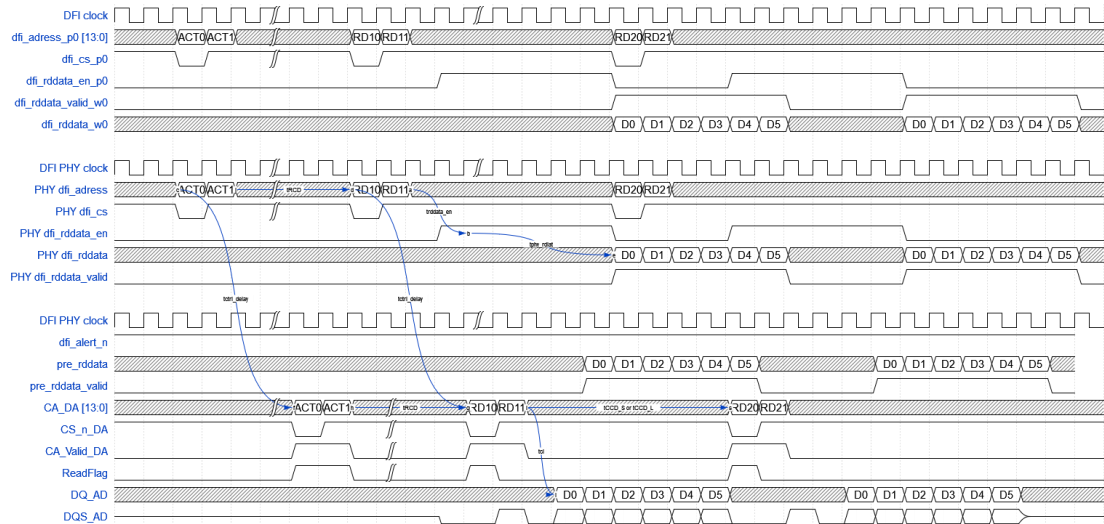 DFI clock
dfi_adress_p0 [13:0] ACT0 ACT1 RD10 RD11 RD20 RD21
dfi_cs_p0
dfi_rddata_en_p0
dfi_rddata_valid_w0
dfi_rddata_w0 D0 D1 D2 D3 D4 D5 D0 D1 D2 D3 D4 D5
DFI PHY clock
PHY dfi_adress ACT0 ACT1 tRCD RD10 RD11 RD20 RD21
PHY dfi_cs trddata_en
PHY dfi_rddata_en
tphy_rdlat
PHY dfi_rddata D0 D1 D2 D3 D4 D5 D0 D1 D2 D3 D4 D5
PHY dfi_rddata_valid
tctrl_delay tctrl_delay
DFI PHY clock
dfi_alert_n
pre_rddata D0 D1 D2 D3 D4 D5 D0 D1 D2 D3 D4 D5
pre_rddata_valid
CA_DA [13:0] ACT0 ACT1 tRCD RD10 RD11 tCCD_S or tCCD_L RD20 RD21
CS_n_DA
CA_Valid_DA tcl
ReadFlag
DQ_AD D0 D1 D2 D3 D4 D5 D0 D1 D2 D3 D4 D5
DQS_AD